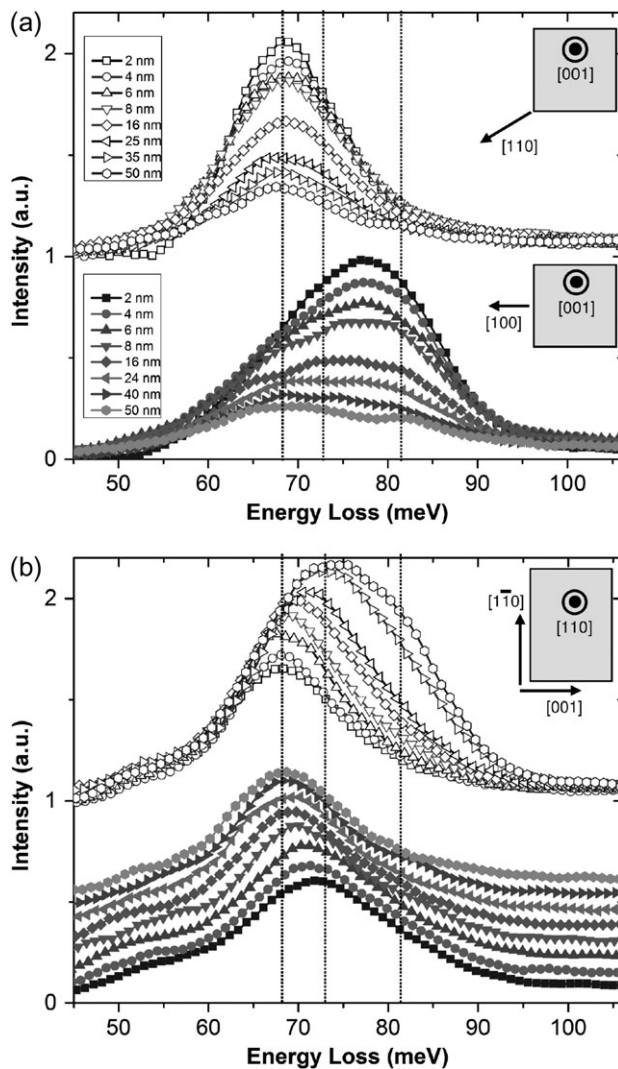 (a)
2
1
0
Intensity (a.u.)
2 nm
4 nm
6 nm
8 nm
16 nm
25 nm
35 nm
50 nm
[001]
[110]
2 nm
4 nm
6 nm
8 nm
16 nm
24 nm
40 nm
50 nm
[001]
[100]
50 60 70 80 90 100
Energy Loss (meV)
(b)
2
1
0
Intensity (a.u.)
[11̅0]
[110]
[001]
50 60 70 80 90 100
Energy Loss (meV)